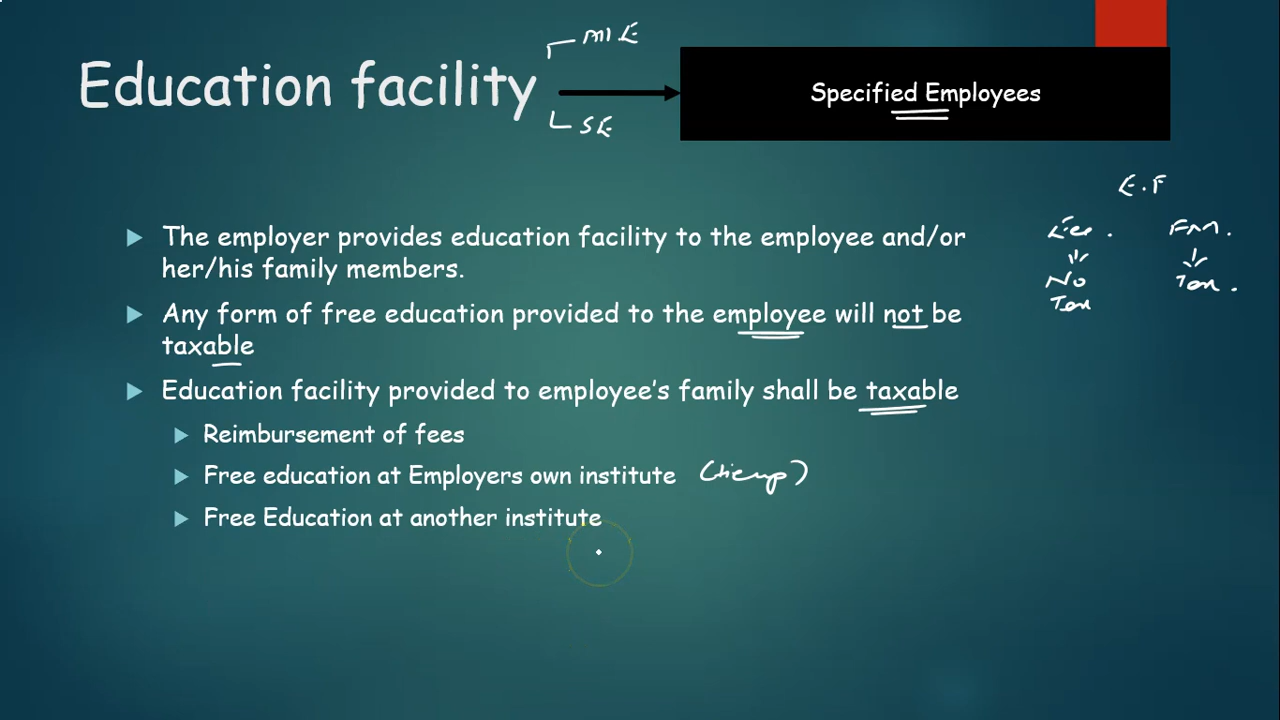 Education facility
MIE
SE
Specified Employees
E.F
Eee.
FM.
No
Tax
Tax.
The employer provides education facility to the employee and/or
her/his family members.
Any form of free education provided to the employee will not be
taxable
Education facility provided to employee's family shall be taxable
Reimbursement of fees
Free education at Employers own institute (tieup)
Free Education at another institute